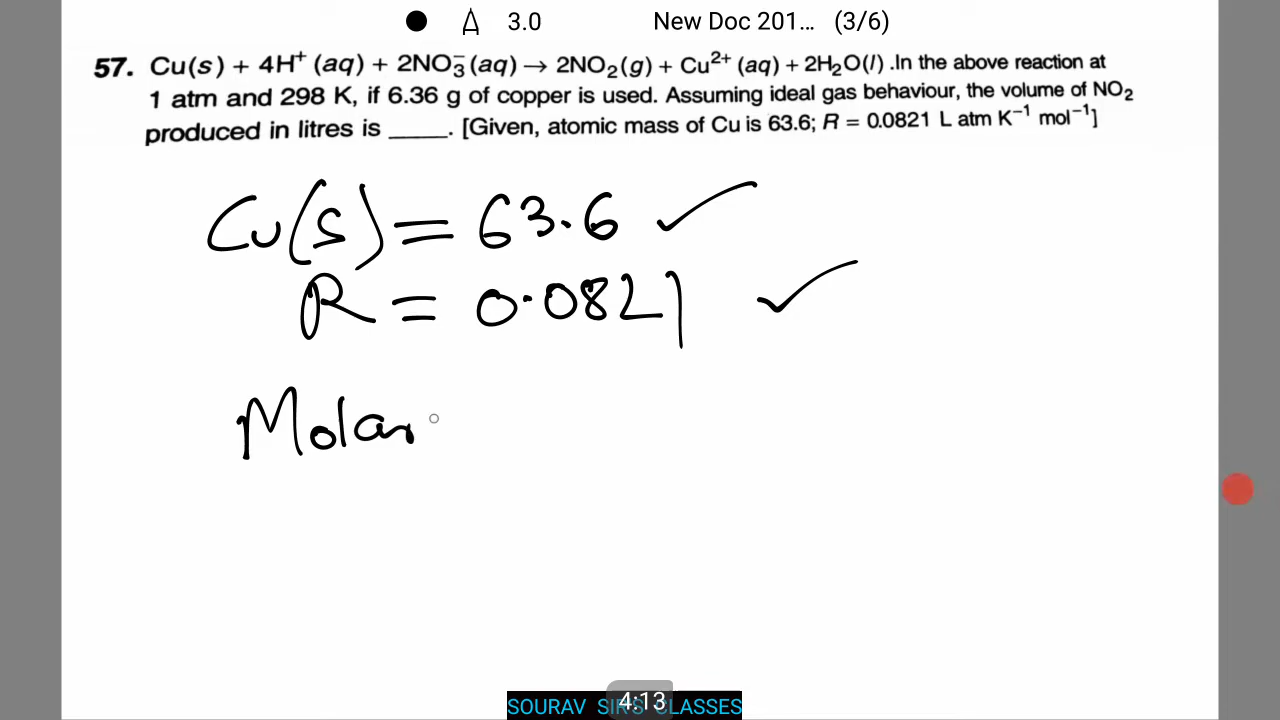 3.0 New Doc 201... (3/6)
57. Cu(s) + 4H⁺ (aq) + 2NO₃⁻(aq) → 2NO₂(g) + Cu²⁺ (aq) + 2H₂O(l) .In the above reaction at
1 atm and 298 K, if 6.36 g of copper is used. Assuming ideal gas behaviour, the volume of NO₂
produced in litres is _____. [Given, atomic mass of Cu is 63.6; R = 0.0821 L atm K⁻¹ mol⁻¹]
Cu(s) = 63.6 ✓
R = 0.0821 ✓
Molar
4:13
SOURAV SIR'S CLASSES